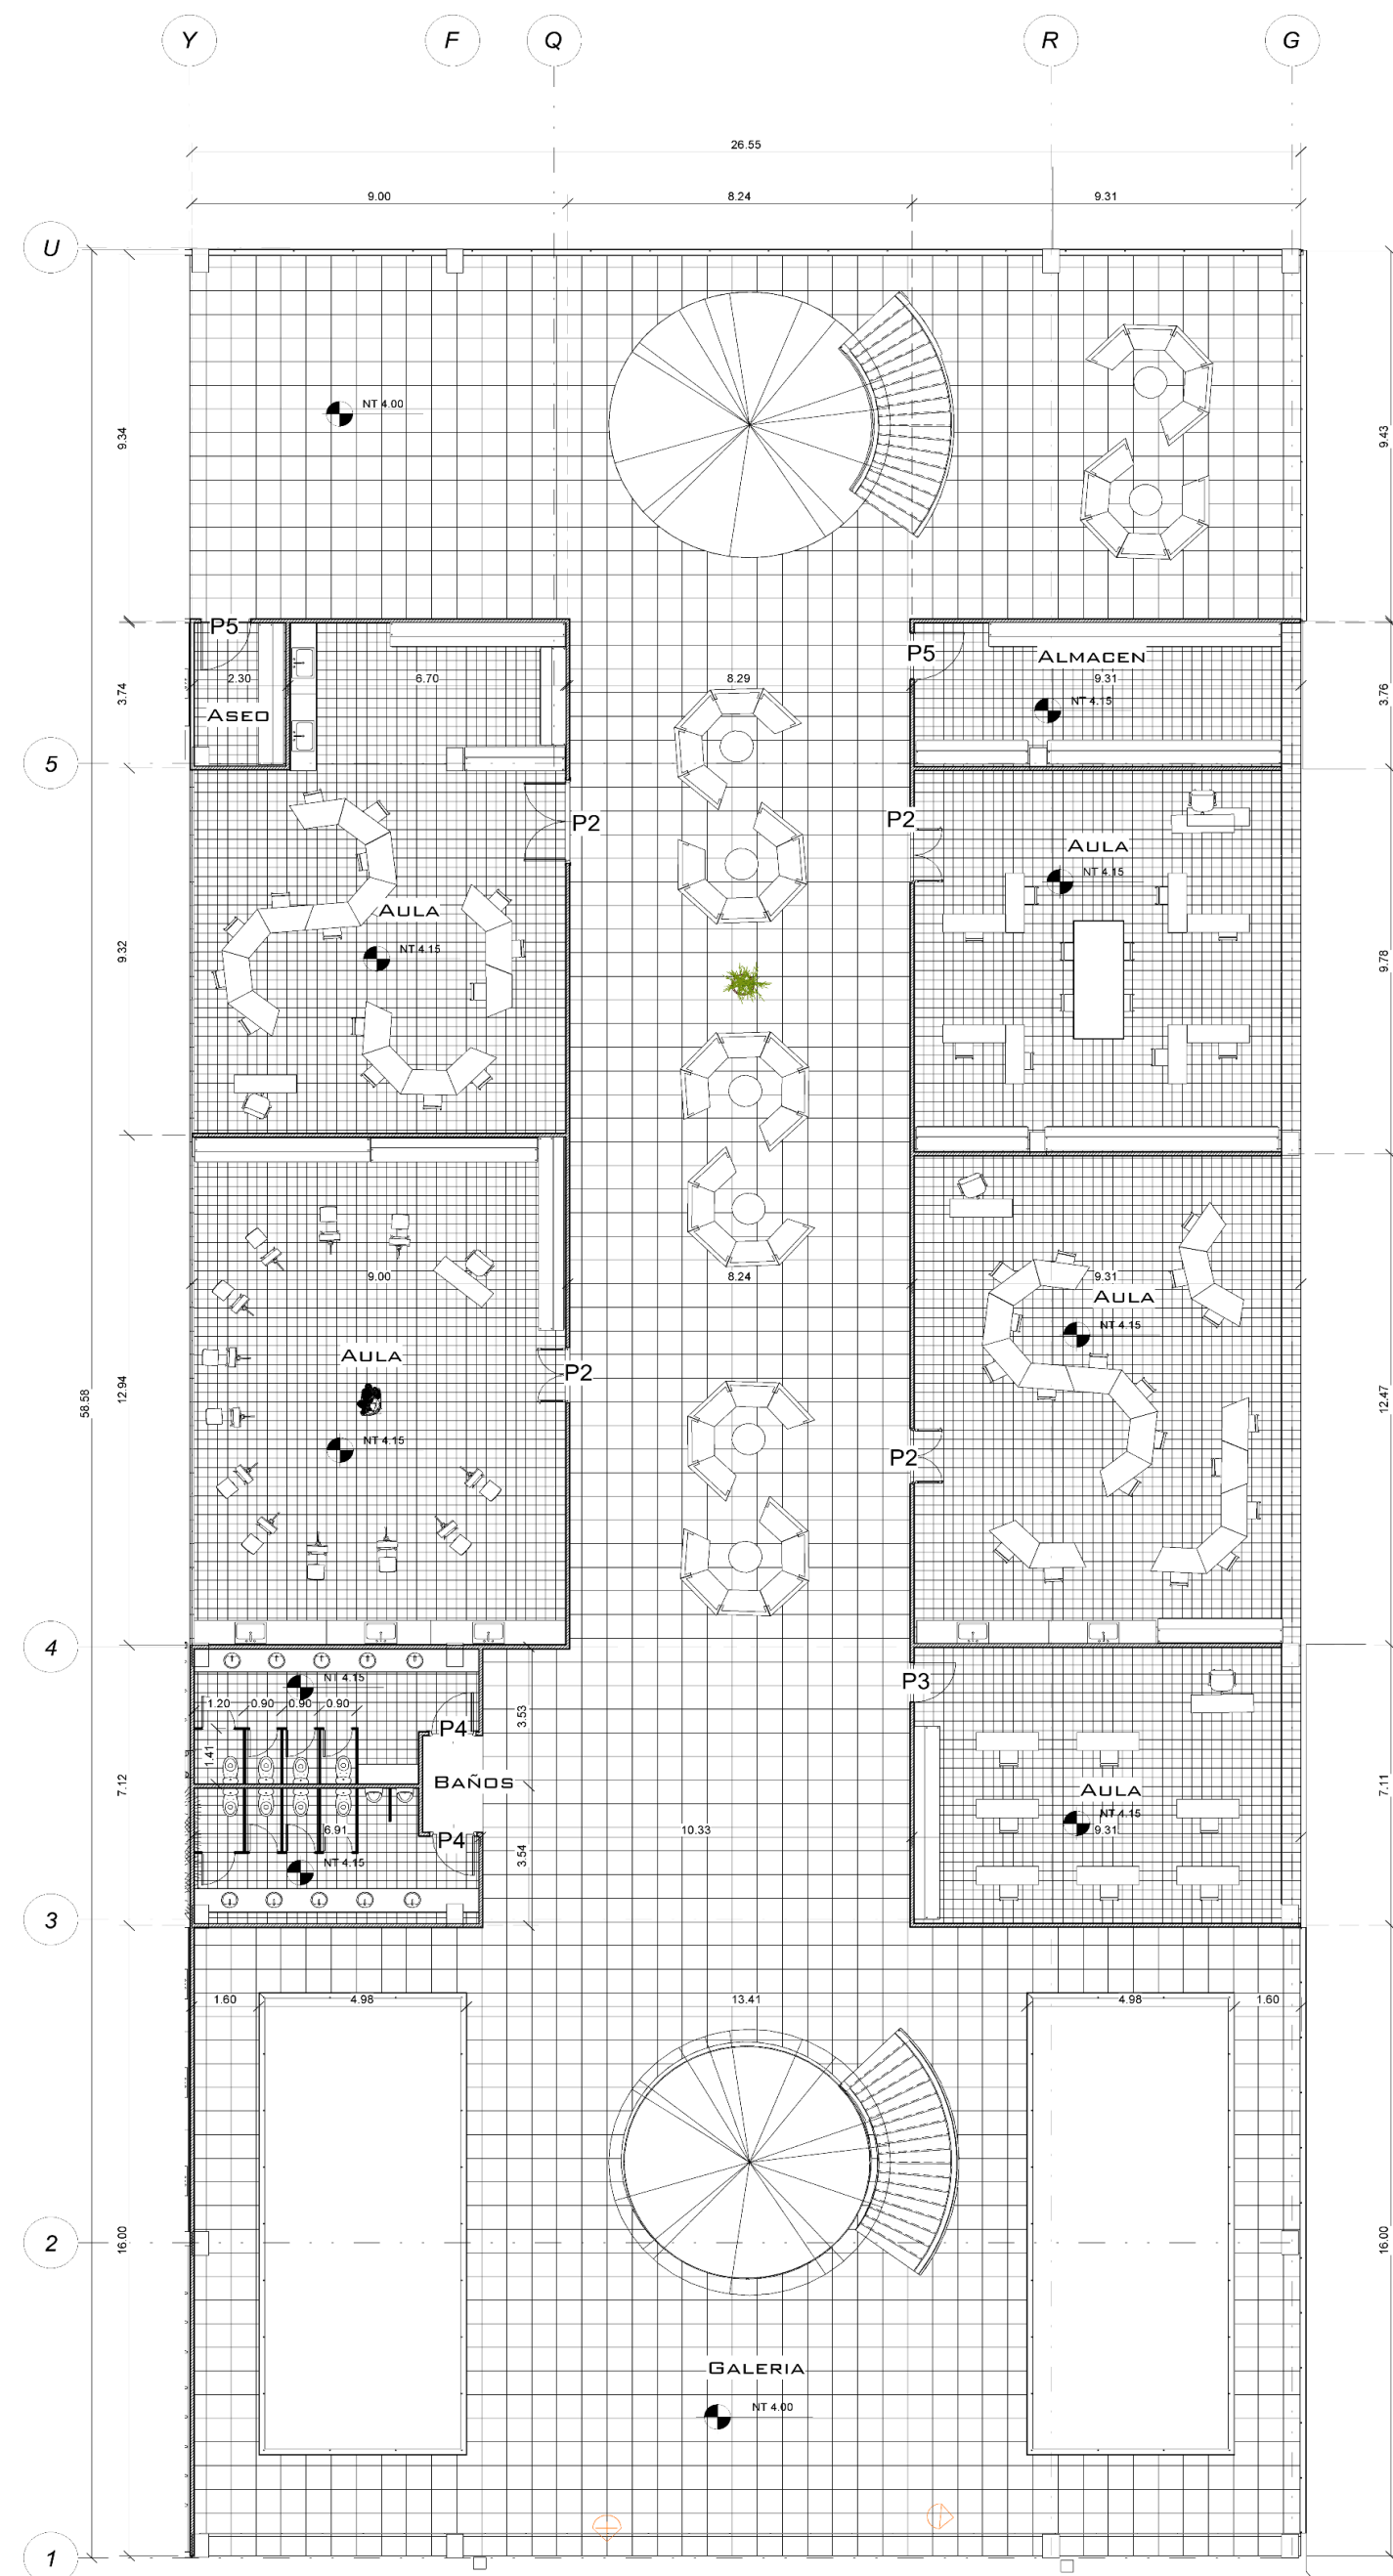 Y
F
Q
R
G
26.55
9.00
8.24
9.31
U
NT 4.00
9.34
9.43
P5
P5
ALMACEN
2.30
6.70
8.29
9.31
NT 4.15
3.74
ASEO
3.76
5
P2
P2
AULA
NT 4.15
AULA
NT 4.15
9.32
9.78
9.00
8.24
9.31
AULA
NT 4.15
AULA
P2
58.58
12.94
12.47
NT 4.15
P2
4
NT 4.15
P3
1.20
0.90
0.90
0.90
3.53
P4
1.41
BAÑOS
7.12
AULA
NT 4.15
7.11
6.91
P4
10.33
9.31
3.54
NT 4.15
3
1.60
4.98
13.41
4.98
1.60
2
16.00
16.00
GALERIA
NT 4.00
1